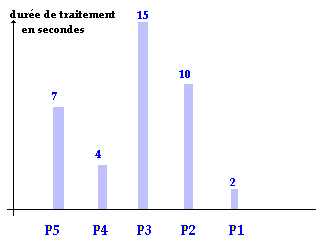 durée de traitement
en secondes
15
10
7
4
2
P5 P4 P3 P2 P1